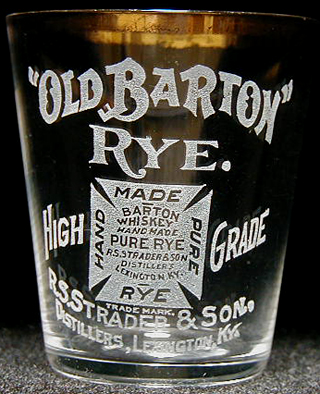 "OLD BARTON"
RYE.
HIGH GRADE
MADE
HAND
PURE
BARTON
WHISKEY
HAND MADE
PURE RYE
R.S.STRADER & SON
DISTILLERS
LEXINGTON, KY.
RYE
TRADE MARK.
R.S.STRADER & SON,
DISTILLERS, LEXINGTON, KY.